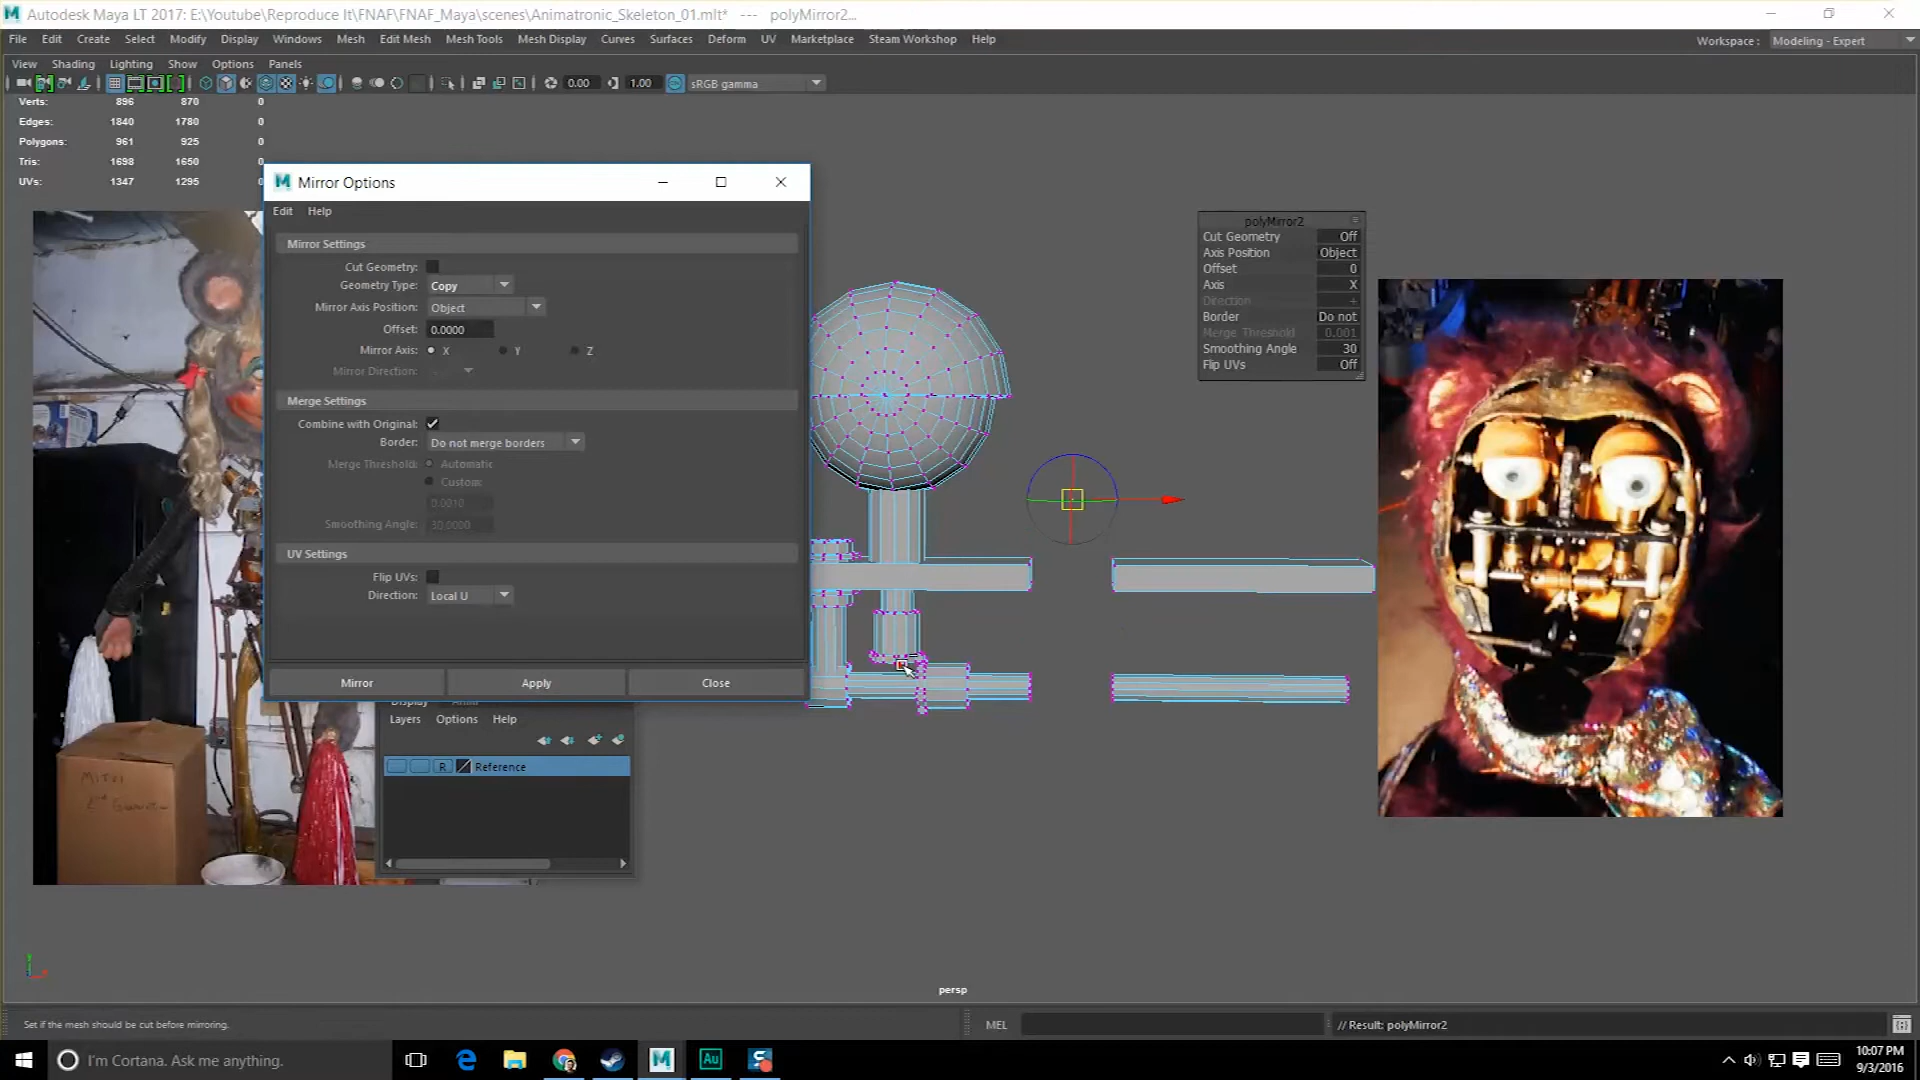 Autodesk Maya LT 2017: E:\Youtube\Reproduce It\FNAF\FNAF_Maya\scenes\Animatronic_Skeleton_01.mlt* --- polyMirror2...
File Edit Create Select Modify Display Windows Mesh Edit Mesh Mesh Tools Mesh Display Curves Surfaces Deform UV Marketplace Steam Workshop Help Workspace : Modeling - Expert
View Shading Lighting Show Options Panels
0.00 1.00 sRGB gamma
Verts: 896 870 0
Edges: 1840 1780 0
Polygons: 961 925 0
Tris: 1698 1650 0
UVs: 1347 1295 0
Mirror Options
Edit Help
Mirror Settings
Cut Geometry:
Geometry Type: Copy
Mirror Axis Position: Object
Offset: 0.0000
Mirror Axis: X Y Z
Mirror Direction:
Merge Settings
Combine with Original:
Border: Do not merge borders
Merge Threshold: Automatic
Custom:
0.0010
Smoothing Angle: 30.0000
UV Settings
Flip UVs:
Direction: Local U
Mirror Apply Close
polyMirror2
Cut Geometry Off
Axis Position Object
Offset 0
Axis X
Direction +
Border Do not
Merge Threshold 0.001
Smoothing Angle 30
Flip UVs Off
Display Anim
Layers Options Help
R Reference
persp
Set if the mesh should be cut before mirroring.
MEL
// Result: polyMirror2
I'm Cortana. Ask me anything.
Au
10:07 PM
9/3/2016